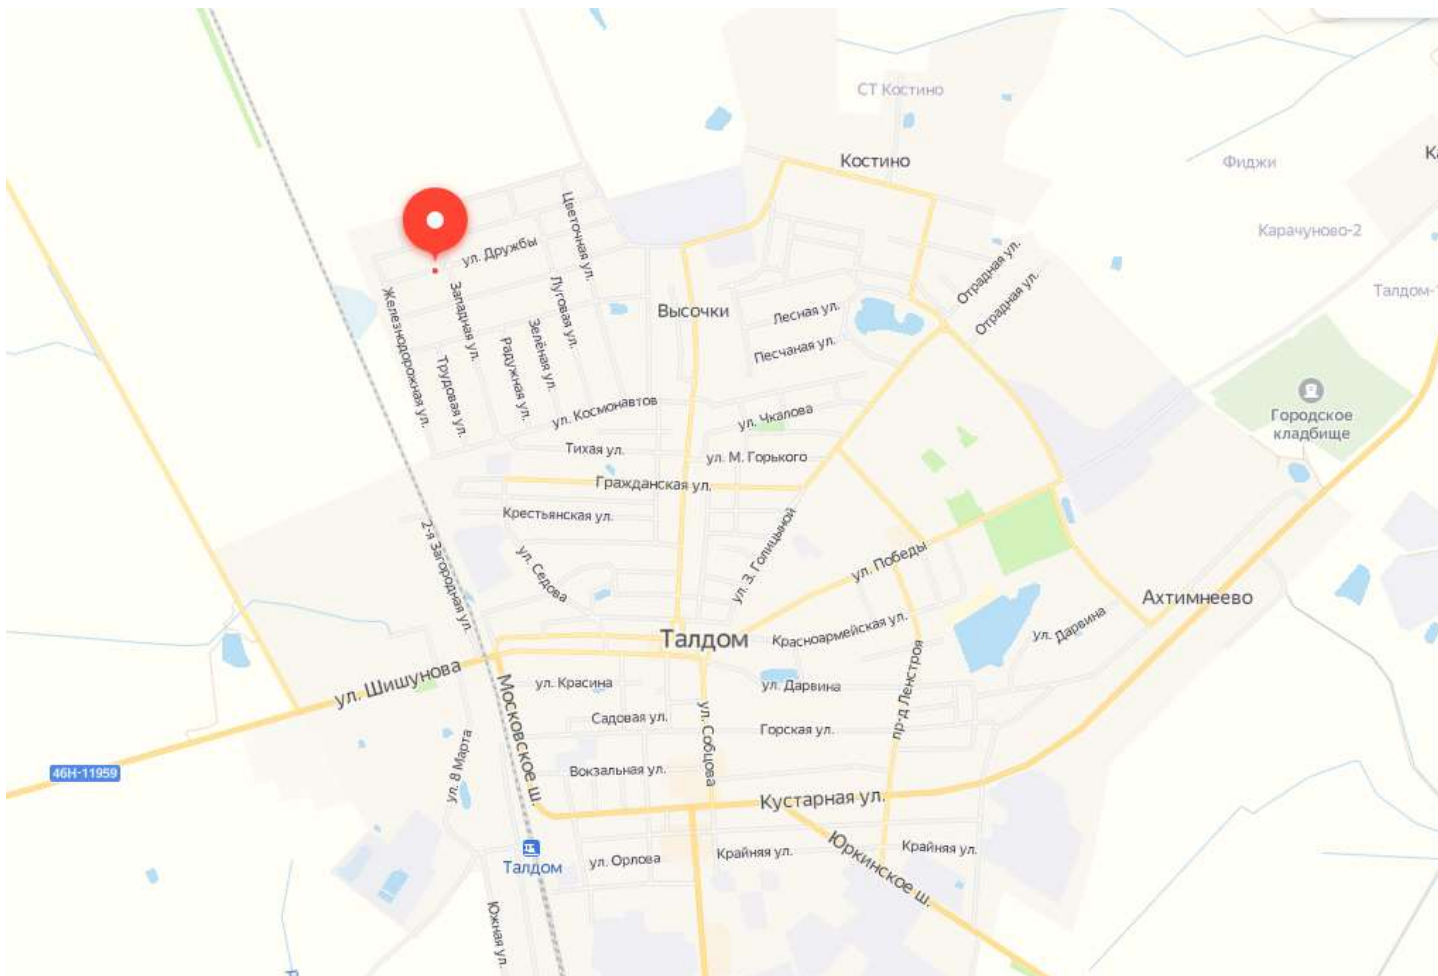 СТ Костино
Костино
Фиджи
Карачуково-2
Талдом-
ул. Дружбы
Цветочная ул.
Отрадная ул.
Отрадная ул.
Железнодорожная ул.
Западная ул.
Луговая ул.
Высочки
Лесная ул.
Песчаная ул.
Зелёная ул.
Радужная ул.
Трудовая ул.
ул. Космонавтов
ул. Чкалова
Городское
кладбище
Тихая ул.
ул. М. Горького
Гражданская ул.
Крестьянская ул.
2-я Загородная ул.
ул. Седова
ул. З. Голицыной
ул. Победы
Ахтимнеево
Талдом
Красноармейская ул.
ул. Дарвина
ул. Шишунова
ул. Красина
ул. Дарвина
пр-д Ленстроя
Московское ш.
Садовая ул.
ул. Собцова
Горская ул.
46Н-11959
ул. 8 Марта
Вокзальная ул.
Кустарная ул.
Талдом
ул. Орлова
Крайняя ул.
Юркинское ш.
Крайняя ул.
Южная ул.